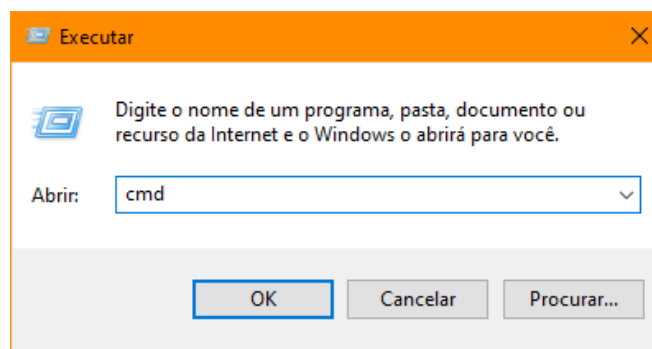 Executar
Digite o nome de um programa, pasta, documento ou
recurso da Internet e o Windows o abrirá para você.
Abrir: cmd
OK Cancelar Procurar...